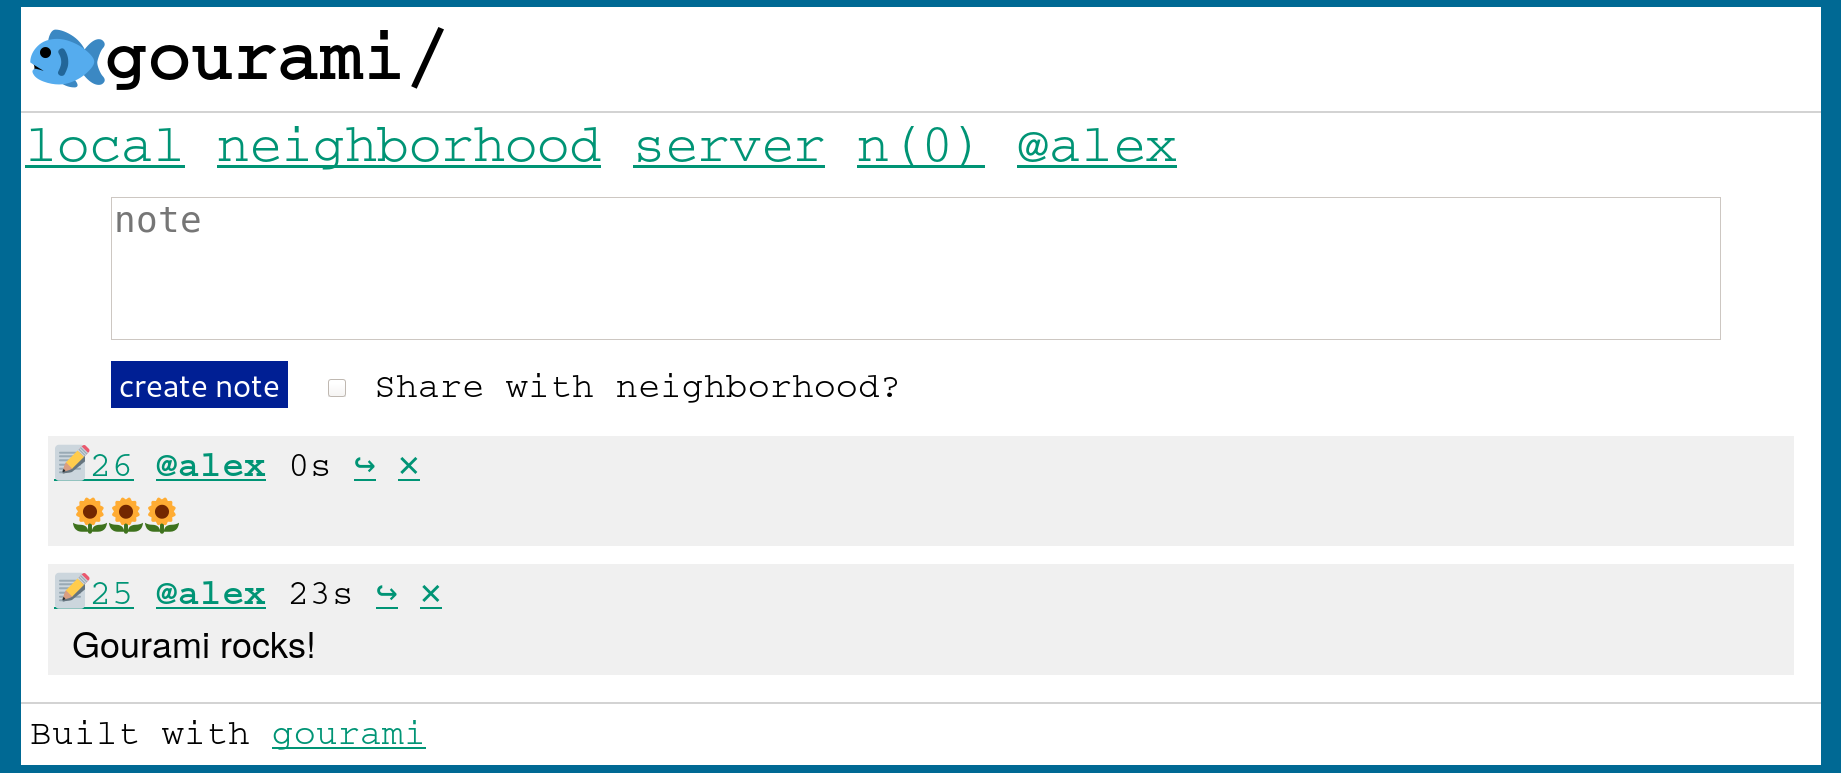 🐟gourami/
local neighborhood server n(0) @alex
note
create note Share with neighborhood?
📝26 @alex 0s ↪ ✕
🌻🌻🌻
📝25 @alex 23s ↪ ✕
Gourami rocks!
Built with gourami